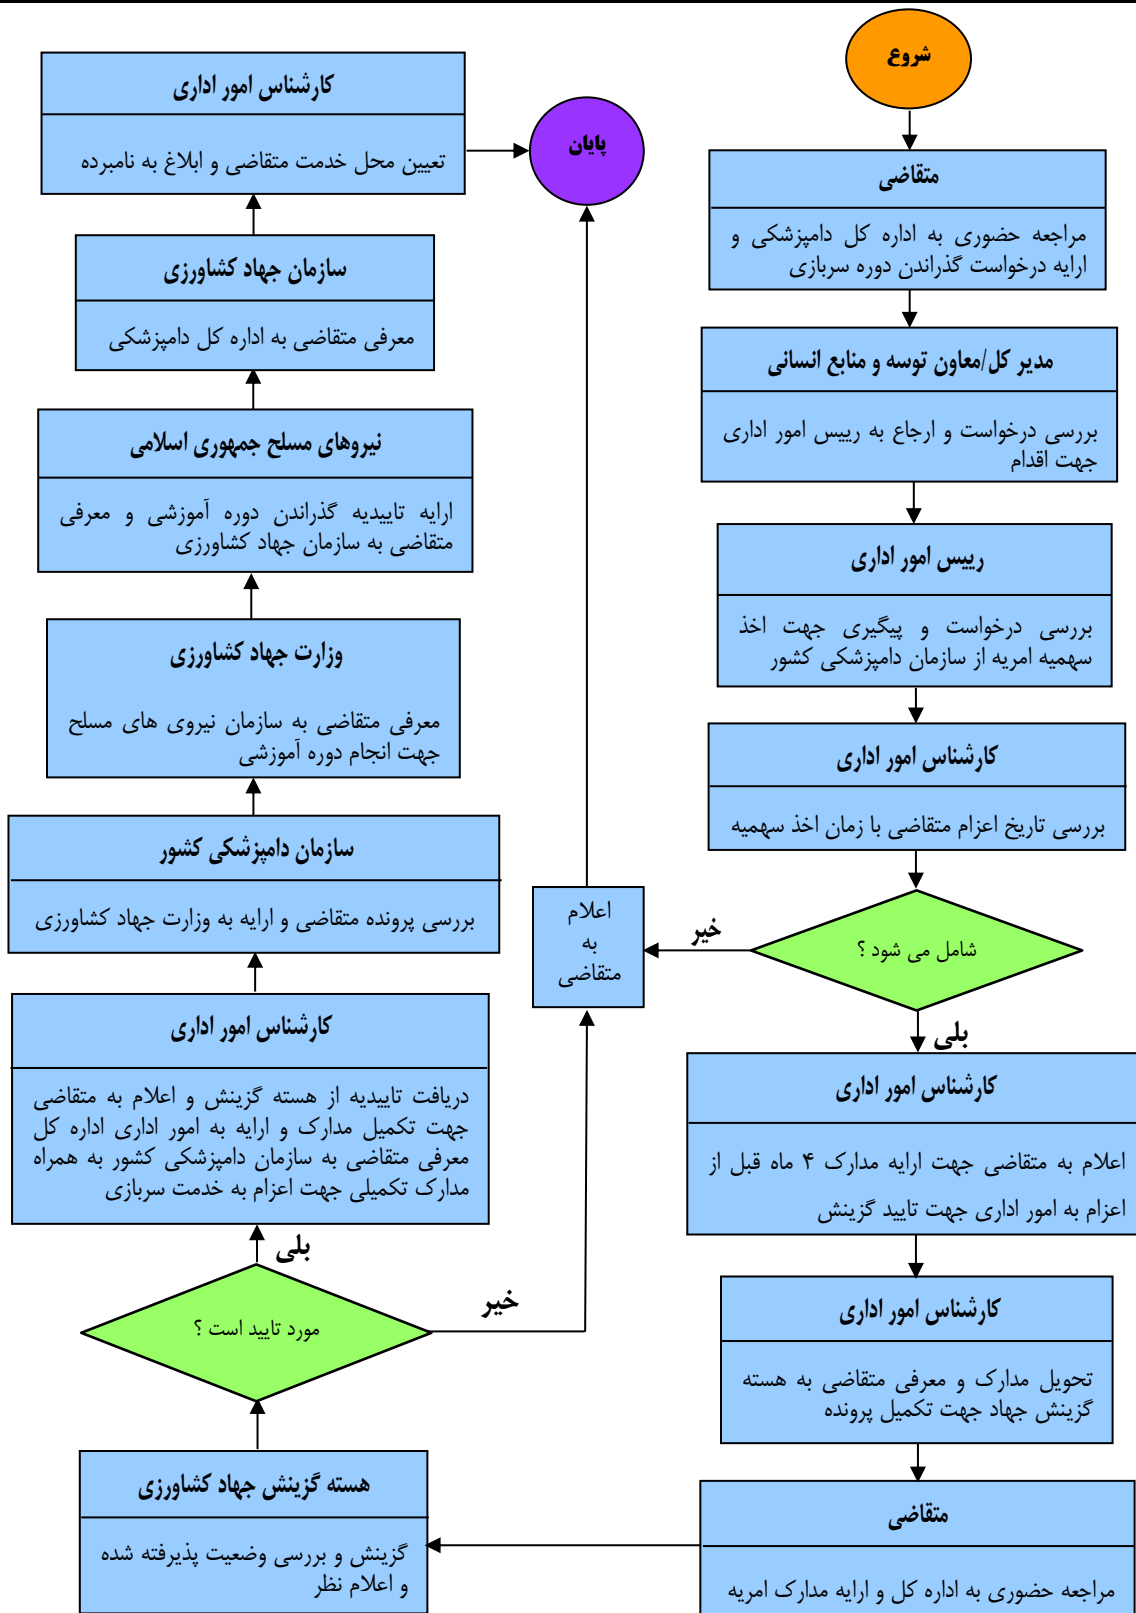 شروع
متقاضی
مراجعه حضوری به اداره کل دامپزشکی و
ارایه درخواست گذراندن دوره سربازی
مدیر کل/معاون توسه و منابع انسانی
بررسی درخواست و ارجاع به رییس امور اداری
جهت اقدام
رییس امور اداری
بررسی درخواست و پیگیری جهت اخذ
سهمیه امریه از سازمان دامپزشکی کشور
کارشناس امور اداری
بررسی تاریخ اعزام متقاضی با زمان اخذ سهمیه
شامل می شود ؟
خیر
اعلام
به
متقاضی
بلی
کارشناس امور اداری
اعلام به متقاضی جهت ارایه مدارک ۴ ماه قبل از
اعزام به امور اداری جهت تایید گزینش
کارشناس امور اداری
تحویل مدارک و معرفی متقاضی به هسته
گزینش جهاد جهت تکمیل پرونده
متقاضی
مراجعه حضوری به اداره کل و ارایه مدارک امریه
هسته گزینش جهاد کشاورزی
گزینش و بررسی وضعیت پذیرفته شده
و اعلام نظر
مورد تایید است ؟
خیر
بلی
کارشناس امور اداری
دریافت تاییدیه از هسته گزینش و اعلام به متقاضی
جهت تکمیل مدارک و ارایه به امور اداری اداره کل
معرفی متقاضی به سازمان دامپزشکی کشور به همراه
مدارک تکمیلی جهت اعزام به خدمت سربازی
سازمان دامپزشکی کشور
بررسی پرونده متقاضی و ارایه به وزارت جهاد کشاورزی
وزارت جهاد کشاورزی
معرفی متقاضی به سازمان نیروی های مسلح
جهت انجام دوره آموزشی
نیروهای مسلح جمهوری اسلامی
ارایه تاییدیه گذراندن دوره آموزشی و معرفی
متقاضی به سازمان جهاد کشاورزی
سازمان جهاد کشاورزی
معرفی متقاضی به اداره کل دامپزشکی
کارشناس امور اداری
تعیین محل خدمت متقاضی و ابلاغ به نامبرده
پایان